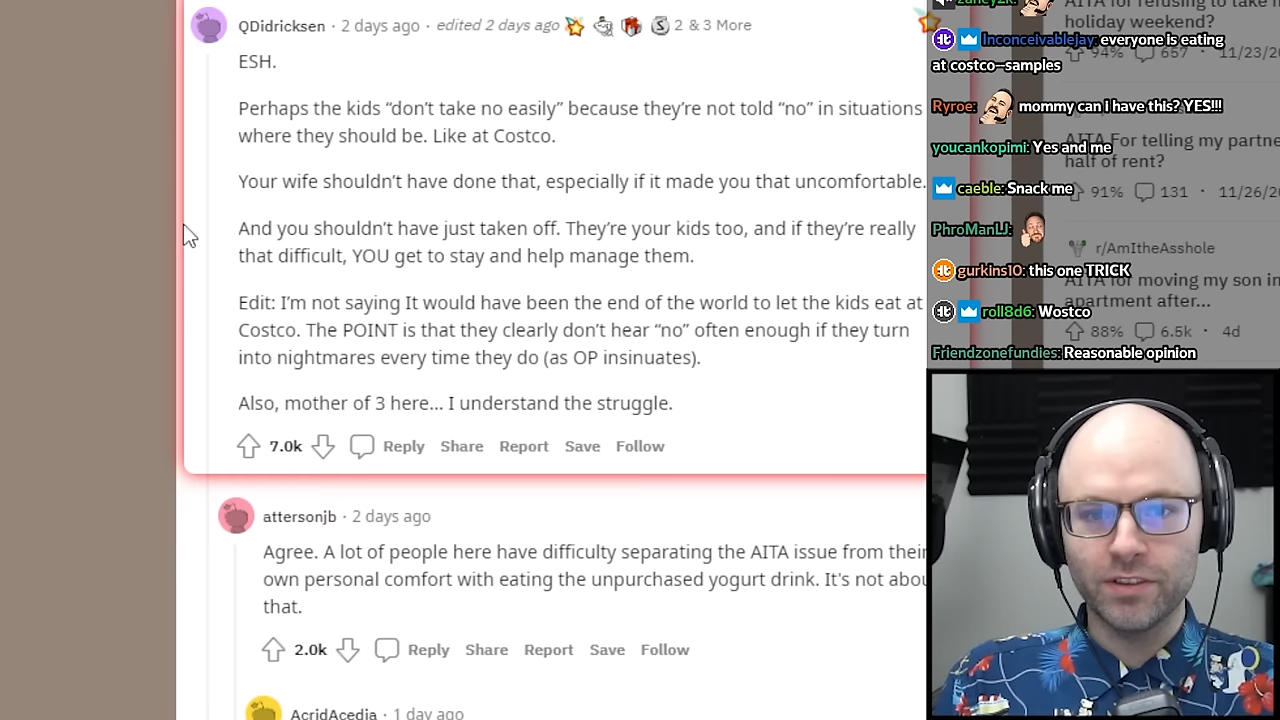 QDidricksen · 2 days ago · edited 2 days ago 2 & 3 More
ESH.
Perhaps the kids “don’t take no easily” because they’re not told “no” in situations
where they should be. Like at Costco.
Your wife shouldn’t have done that, especially if it made you that uncomfortable.
And you shouldn’t have just taken off. They’re your kids too, and if they’re really
that difficult, YOU get to stay and help manage them.
Edit: I’m not saying It would have been the end of the world to let the kids eat at
Costco. The POINT is that they clearly don’t hear “no” often enough if they turn
into nightmares every time they do (as OP insinuates).
Also, mother of 3 here... I understand the struggle.
7.0k Reply Share Report Save Follow
attersonjb · 2 days ago
Agree. A lot of people here have difficulty separating the AITA issue from their
own personal comfort with eating the unpurchased yogurt drink. It's not abou
that.
2.0k Reply Share Report Save Follow
AcridAcedia · 1 day ago
holiday weekend?
94% 657 · 11/23/2
AITA For telling my partne
half of rent?
91% 131 · 11/26/2
r/AmItheAsshole
AITA for moving my son in
apartment after...
88% 6.5k · 4d
Inconceivablejay: everyone is eating
at costco--samples
Ryroe: mommy can I have this? YES!!!
youcankopimi: Yes and me
caeble: Snack me
PhroManLJ:
gurkins10: this one TRICK
roll8d6: Wostco
Friendzonefundies: Reasonable opinion